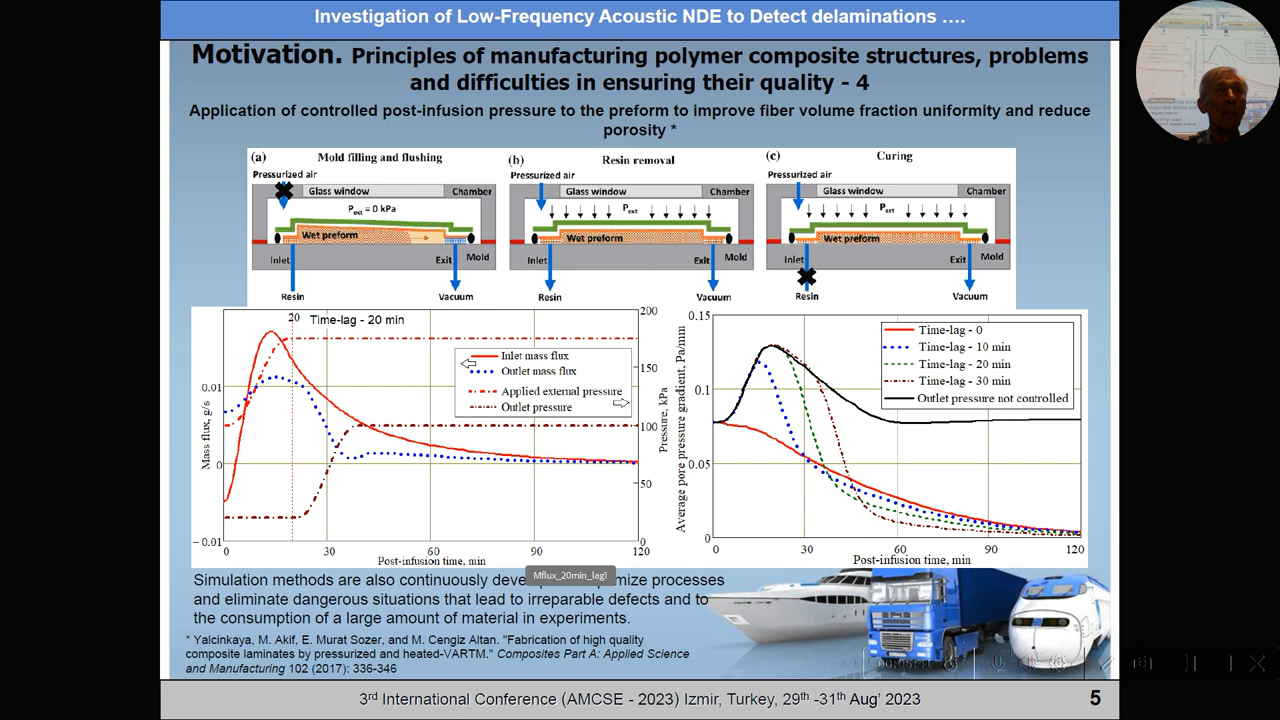 Investigation of Low-Frequency Acoustic NDE to Detect delaminations ….
Motivation. Principles of manufacturing polymer composite structures, problems
and difficulties in ensuring their quality - 4
Application of controlled post-infusion pressure to the preform to improve fiber volume fraction uniformity and reduce
porosity *
(a) Mold filling and flushing
Pressurized air
Glass window Chamber
Pext = 0 kPa
Wet preform
Inlet Exit Mold
Resin Vacuum
(b) Resin removal
Pressurized air
Glass window Chamber
Pext
Wet preform
Inlet Exit Mold
Resin Vacuum
(c) Curing
Pressurized air
Glass window Chamber
Pext
Wet preform
Inlet Exit Mold
Resin Vacuum
20 Time-lag - 20 min
Inlet mass flux
Outlet mass flux
Applied external pressure
Outlet pressure
Mass flux, g/s
0.01
0
-0.01
200
150
100
50
0
Pressure, kPa
0 30 60 90 120
Post-infusion time, min
Time-lag - 0
Time-lag - 10 min
Time-lag - 20 min
Time-lag - 30 min
Outlet pressure not controlled
Average pore pressure gradient, Pa/mm
0.15
0.1
0.05
0
0 30 60 90 120
Post-infusion time, min
Mflux_20min_lag1
Simulation methods are also continuously deve mize processes
and eliminate dangerous ations that lead to irreparable defects and to
the consumption of a large amount of material in experiments.
* Yalcinkaya, M. Akif, E. Murat Sozer, and M. Cengiz Altan. "Fabrication of high quality
composite laminates by pressurized and heated-VARTM." Composites Part A: Applied Science
and Manufacturing 102 (2017): 336-346
3rd International Conference (AMCSE - 2023) Izmir, Turkey, 29th -31th Aug' 2023 5